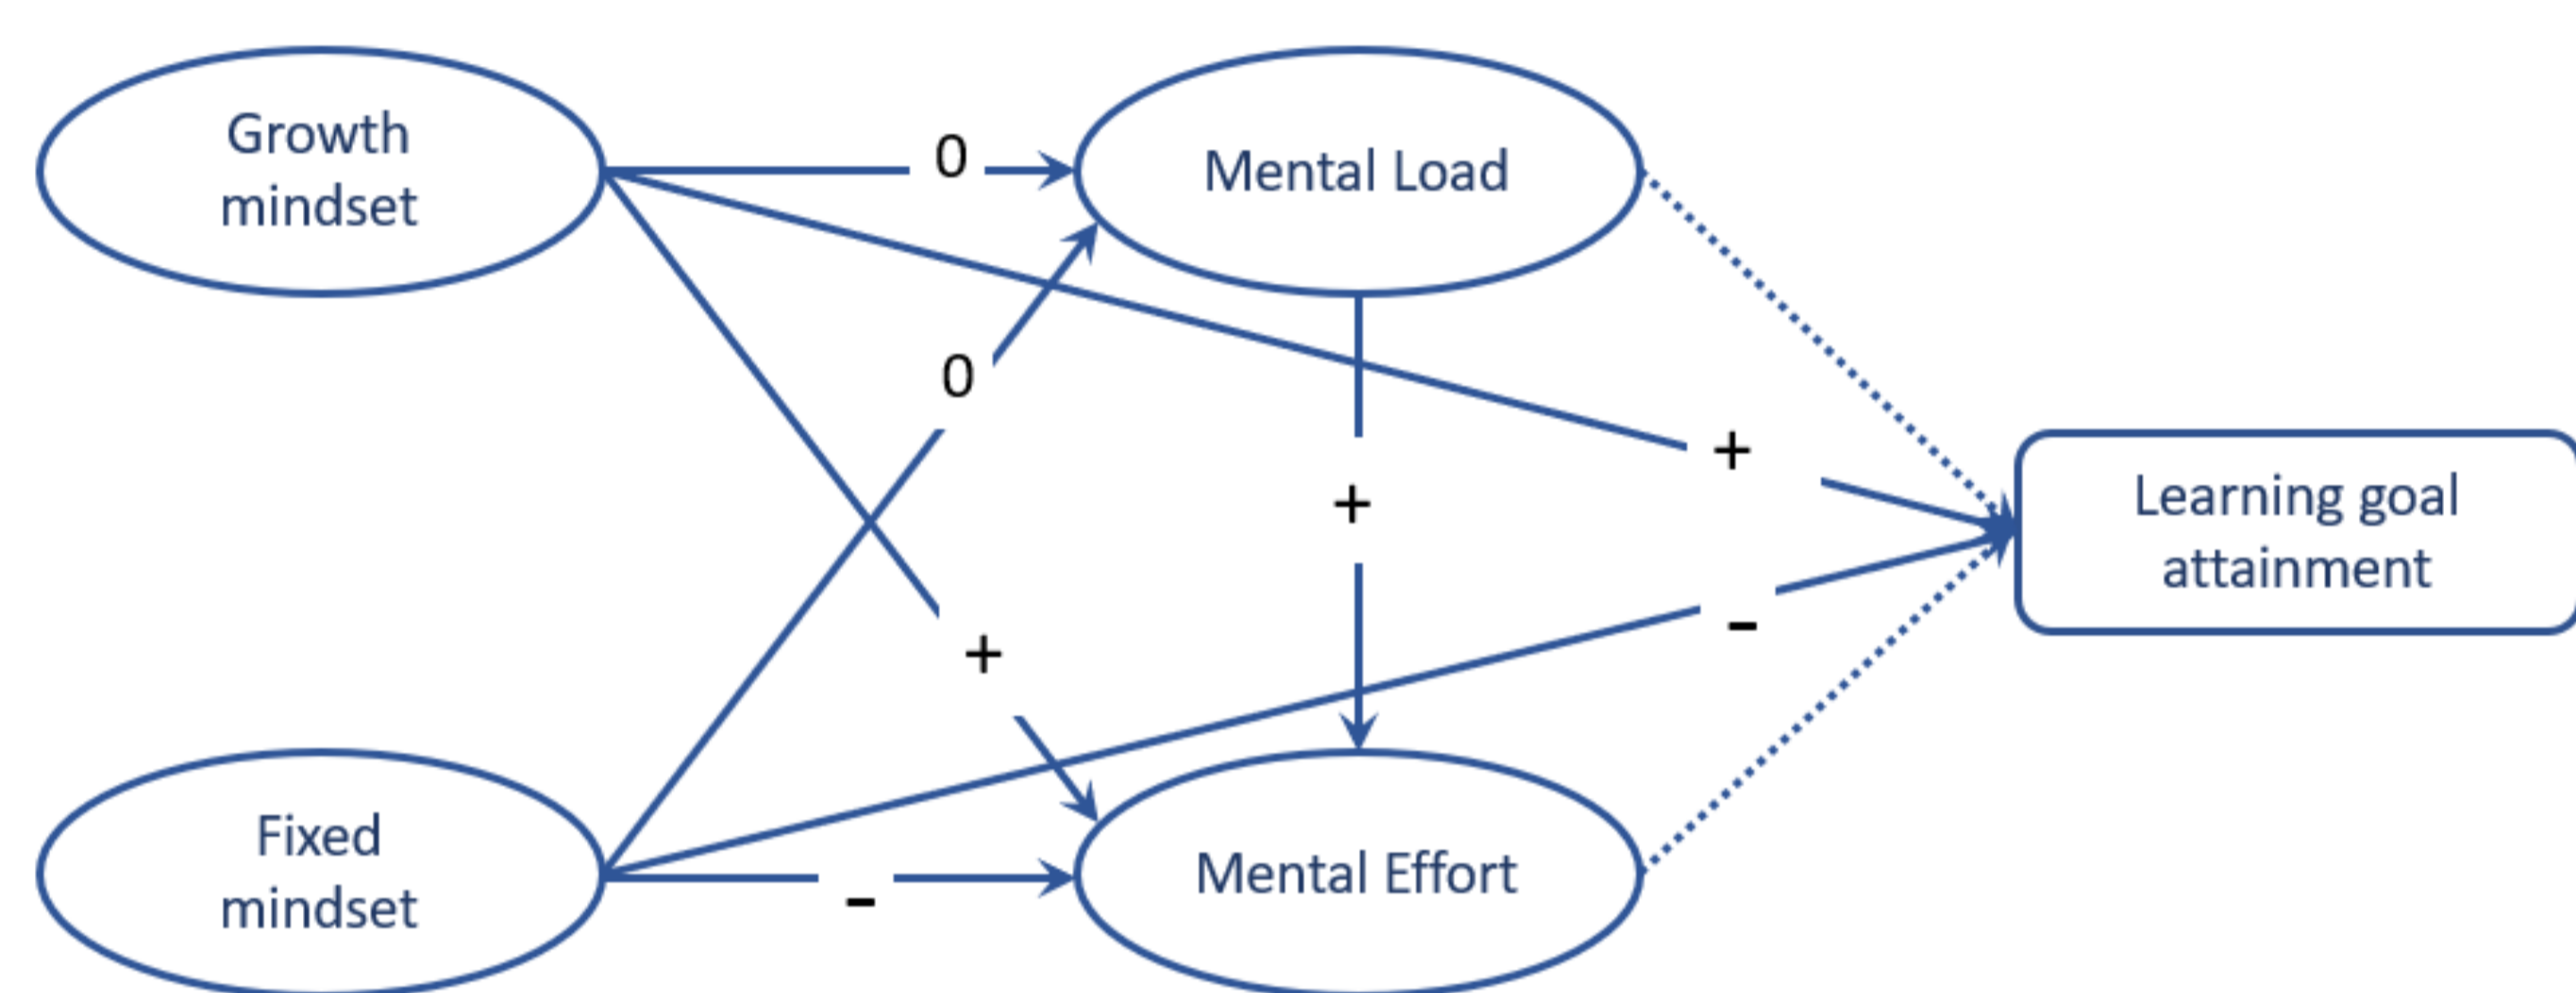 Growth
mindset
0
Mental Load
0
+
+
Learning goal
attainment
+
-
Fixed
mindset
-
Mental Effort